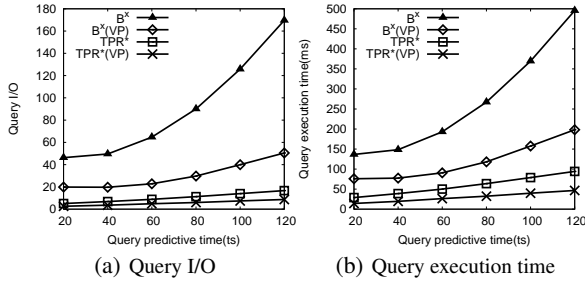 180
160
140
120
100
80
60
40
20
0
Query I/O
B^x
B^x(VP)
TPR*
TPR*(VP)
20 40 60 80 100 120
Query predictive time(ts)
(a) Query I/O
500
450
400
350
300
250
200
150
100
50
0
Query execution time(ms)
B^x
B^x(VP)
TPR*
TPR*(VP)
20 40 60 80 100 120
Query predictive time(ts)
(b) Query execution time